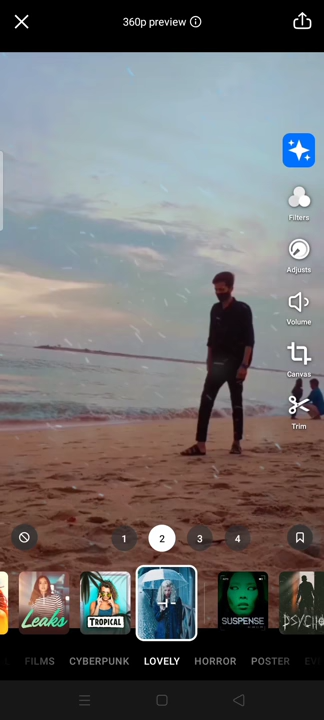 360p preview
Filters
Adjusts
Volume
Canvas
Trim
1 2 3 4
Leaks
TROPICAL
SUSPENSE
FILMS CYBERPUNK LOVELY HORROR POSTER